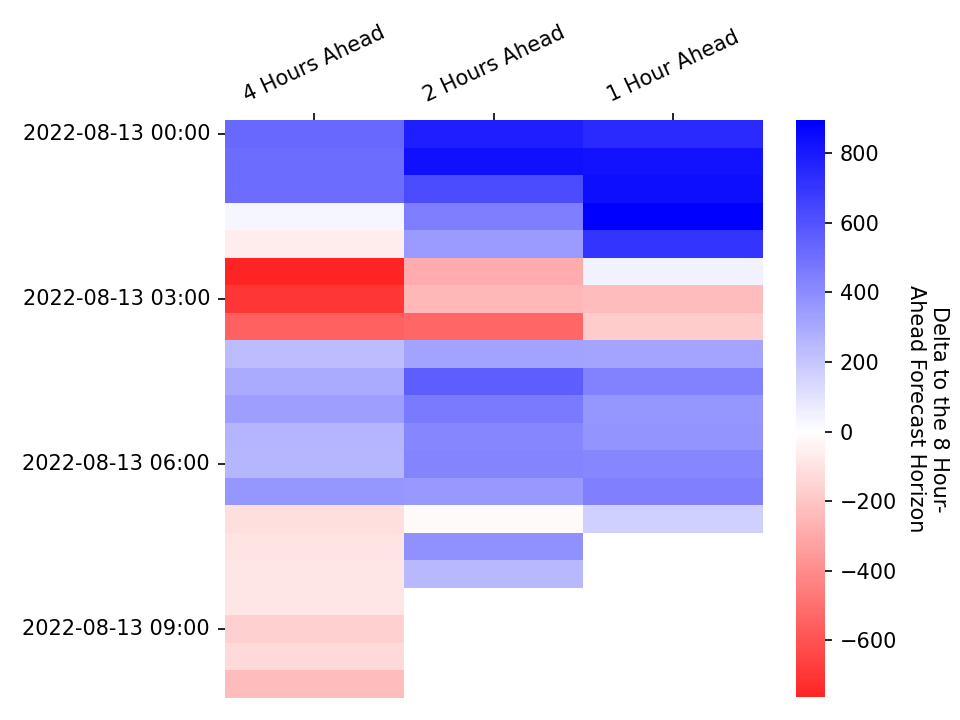 4 Hours Ahead
2 Hours Ahead
1 Hour Ahead
2022-08-13 00:00
2022-08-13 03:00
2022-08-13 06:00
2022-08-13 09:00
800
600
400
200
0
−200
−400
−600
Delta to the 8 Hour-
Ahead Forecast Horizon